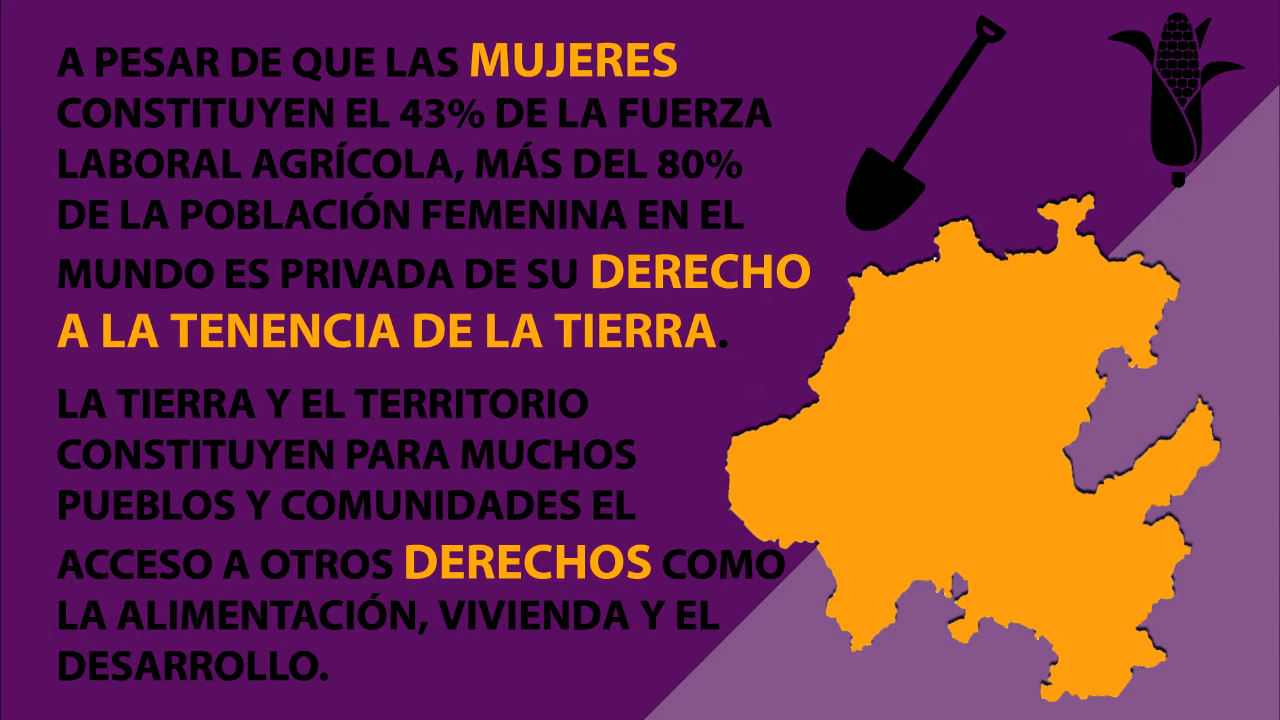 A PESAR DE QUE LAS MUJERES
CONSTITUYEN EL 43% DE LA FUERZA
LABORAL AGRÍCOLA, MÁS DEL 80%
DE LA POBLACIÓN FEMENINA EN EL
MUNDO ES PRIVADA DE SU DERECHO
A LA TENENCIA DE LA TIERRA.
LA TIERRA Y EL TERRITORIO
CONSTITUYEN PARA MUCHOS
PUEBLOS Y COMUNIDADES EL
ACCESO A OTROS DERECHOS COMO
LA ALIMENTACIÓN, VIVIENDA Y EL
DESARROLLO.